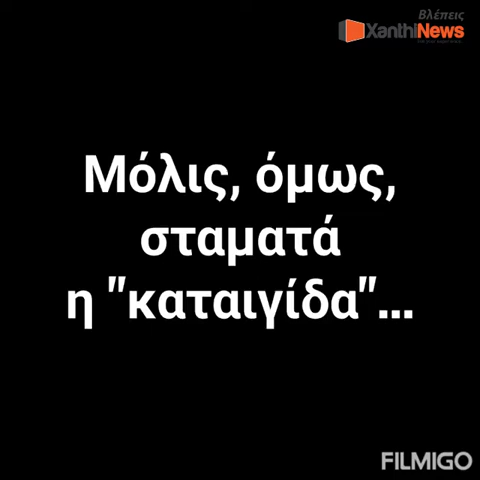 Βλέπεις
XanthiNews
Μόλις, όμως,
σταματά
η "καταιγίδα"...
FILMIGO